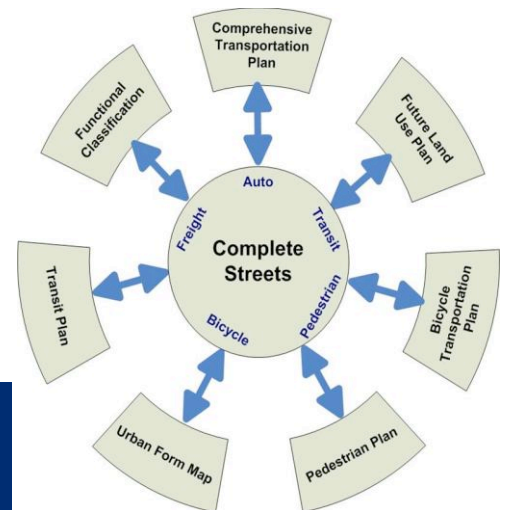 Comprehensive
Transportation
Plan
Functional
Classification
Future Land
Use Plan
Auto
Freight
Transit
Complete
Streets
Transit Plan
Bicycle
Transportation
Plan
Bicycle
Pedestrian
Urban Form Map
Pedestrian Plan